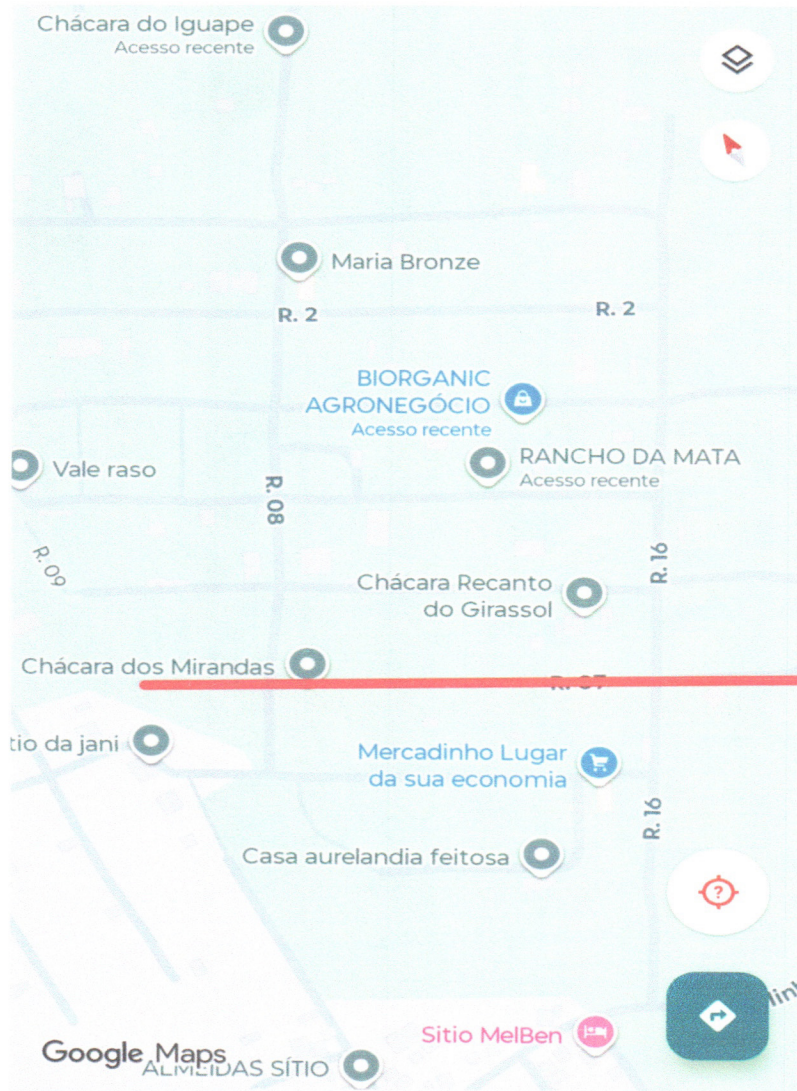 Chácara do Iguape
Acesso recente
Maria Bronze
R. 2
R. 2
BIORGANIC
AGRONEGÓCIO
Acesso recente
RANCHO DA MATA
Acesso recente
Vale raso
R. 08
R. 09
R. 16
Chácara Recanto
do Girassol
Chácara dos Mirandas
tio da jani
Mercadinho Lugar
da sua economia
R. 16
Casa aurelandia feitosa
?
Sitio MelBen
Google Maps
ALMEIDAS SÍTIO